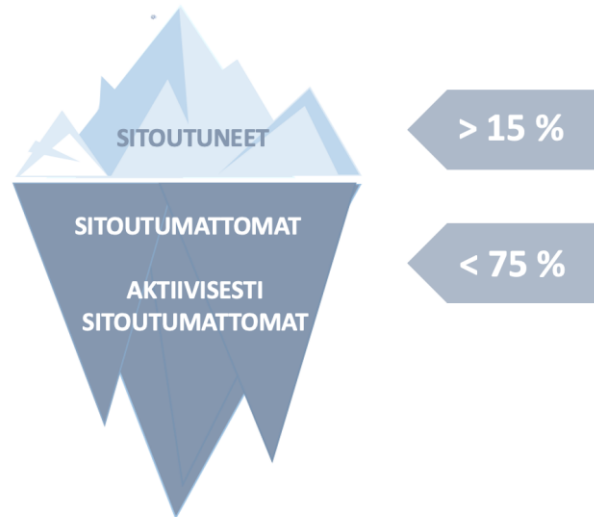 SITOUTUNEET
> 15 %
SITOUTUMATTOMAT
AKTIIVISESTI
SITOUTUMATTOMAT
< 75 %